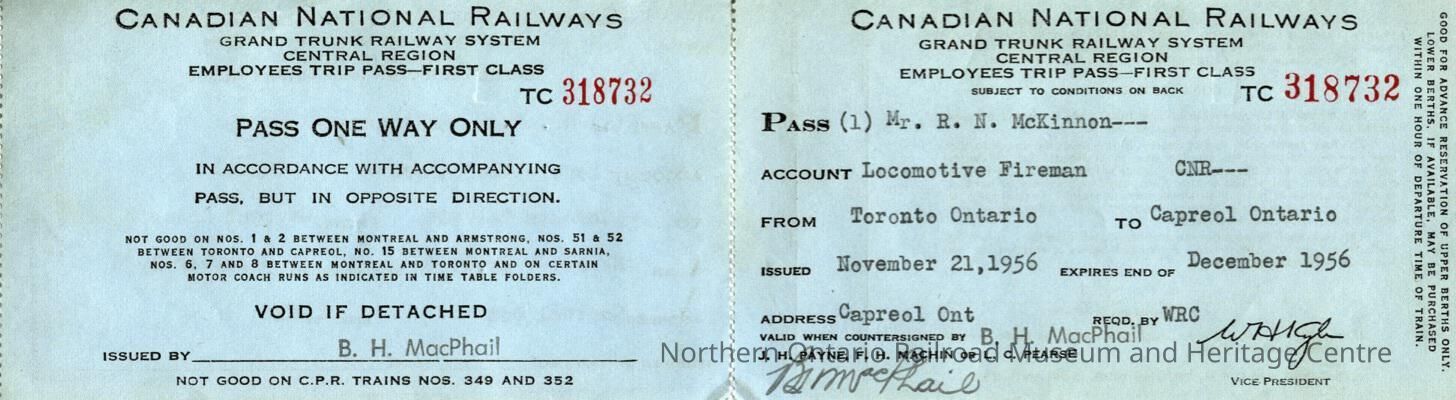 CANADIAN NATIONAL RAILWAYS
GRAND TRUNK RAILWAY SYSTEM
CENTRAL REGION
EMPLOYEES TRIP PASS—FIRST CLASS
TC 318732
PASS ONE WAY ONLY
IN ACCORDANCE WITH ACCOMPANYING
PASS, BUT IN OPPOSITE DIRECTION.
NOT GOOD ON NOS. 1 & 2 BETWEEN MONTREAL AND ARMSTRONG, NOS. 51 & 52
BETWEEN TORONTO AND CAPREOL, NO. 15 BETWEEN MONTREAL AND SARNIA,
NOS. 6, 7 AND 8 BETWEEN MONTREAL AND TORONTO AND ON CERTAIN
MOTOR COACH RUNS AS INDICATED IN TIME TABLE FOLDERS.
VOID IF DETACHED
ISSUED BY B. H. MacPhail
NOT GOOD ON C.P.R. TRAINS NOS. 349 AND 352
CANADIAN NATIONAL RAILWAYS
GRAND TRUNK RAILWAY SYSTEM
CENTRAL REGION
EMPLOYEES TRIP PASS—FIRST CLASS
SUBJECT TO CONDITIONS ON BACK
TC 318732
PASS (1) Mr. R. N. McKinnon---
ACCOUNT Locomotive Fireman CNR---
FROM Toronto Ontario TO Capreol Ontario
ISSUED November 21,1956 EXPIRES END OF December 1956
ADDRESS Capreol Ont REQD. BY WRC
VALID WHEN COUNTERSIGNED BY B. H. MacPhail
J. H. PAYNE, F. H. MACHIN OR C. C. PEARSE
B H MacPhail
VICE PRESIDENT
GOOD FOR ADVANCE RESERVATION OF UPPER BERTHS ONLY.
LOWER BERTHS, IF AVAILABLE, MAY BE PURCHASED
WITHIN ONE HOUR OF DEPARTURE TIME OF TRAIN.
Northern Ontario Railroad Museum and Heritage Centre